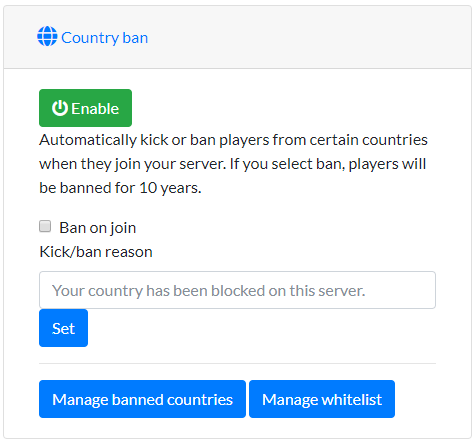 Country ban
Enable
Automatically kick or ban players from certain countries
when they join your server. If you select ban, players will
be banned for 10 years.
Ban on join
Kick/ban reason
Your country has been blocked on this server.
Set
Manage banned countries Manage whitelist